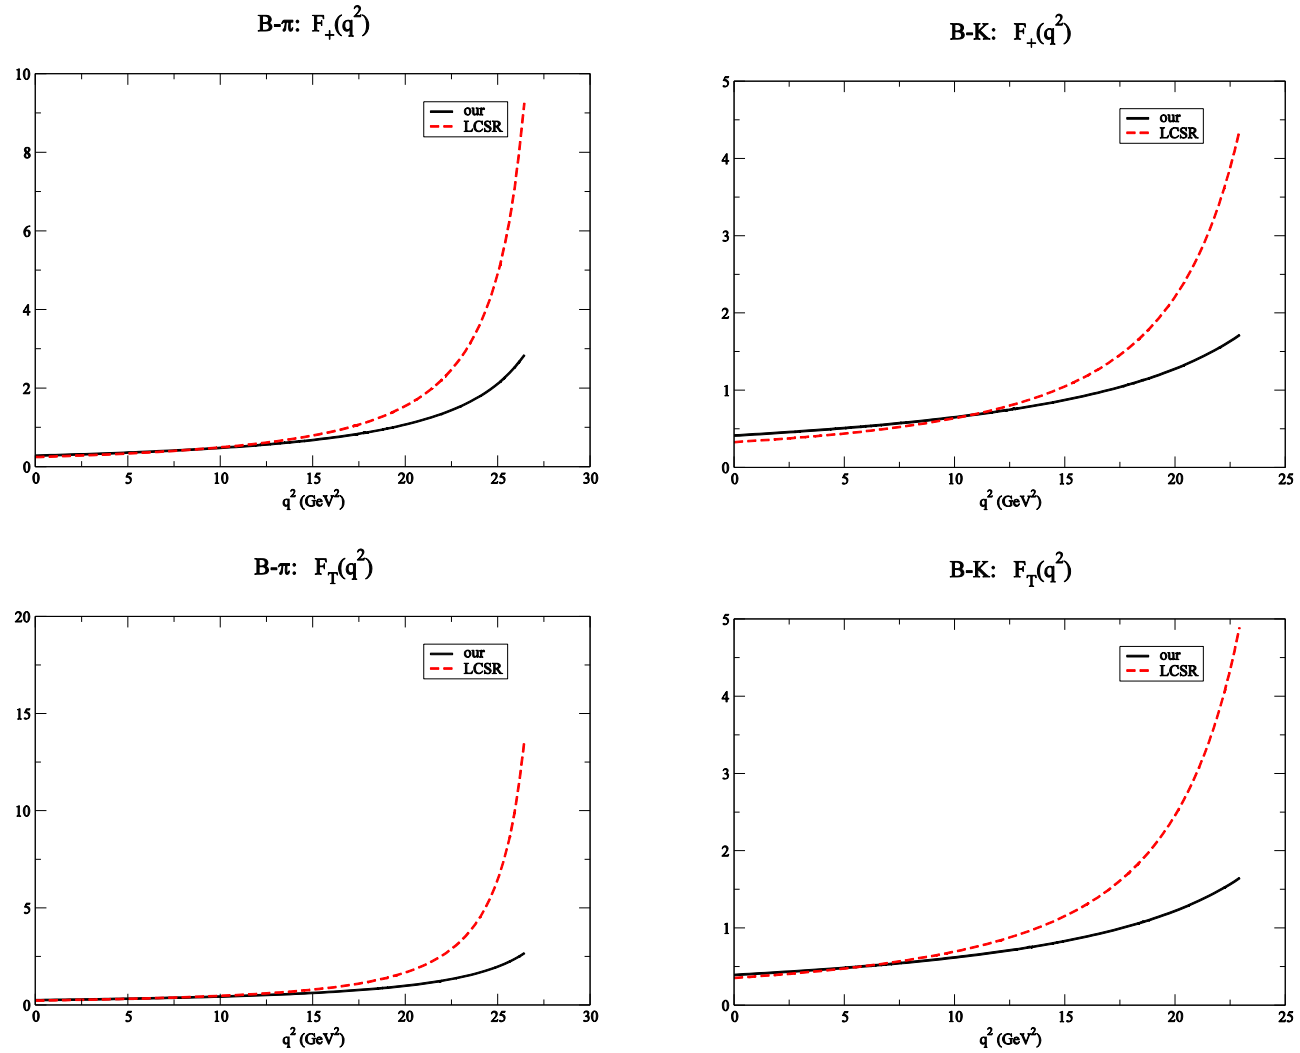 B-π: F₊(q²)
10
8
6
4
2
0
0 5 10 15 20 25 30
q² (GeV²)
our
LCSR
B-K: F₊(q²)
5
4
3
2
1
0
0 5 10 15 20 25
q² (GeV²)
our
LCSR
B-π: F_T(q²)
20
15
10
5
0
0 5 10 15 20 25 30
q² (GeV²)
our
LCSR
B-K: F_T(q²)
5
4
3
2
1
0
0 5 10 15 20 25
q² (GeV²)
our
LCSR